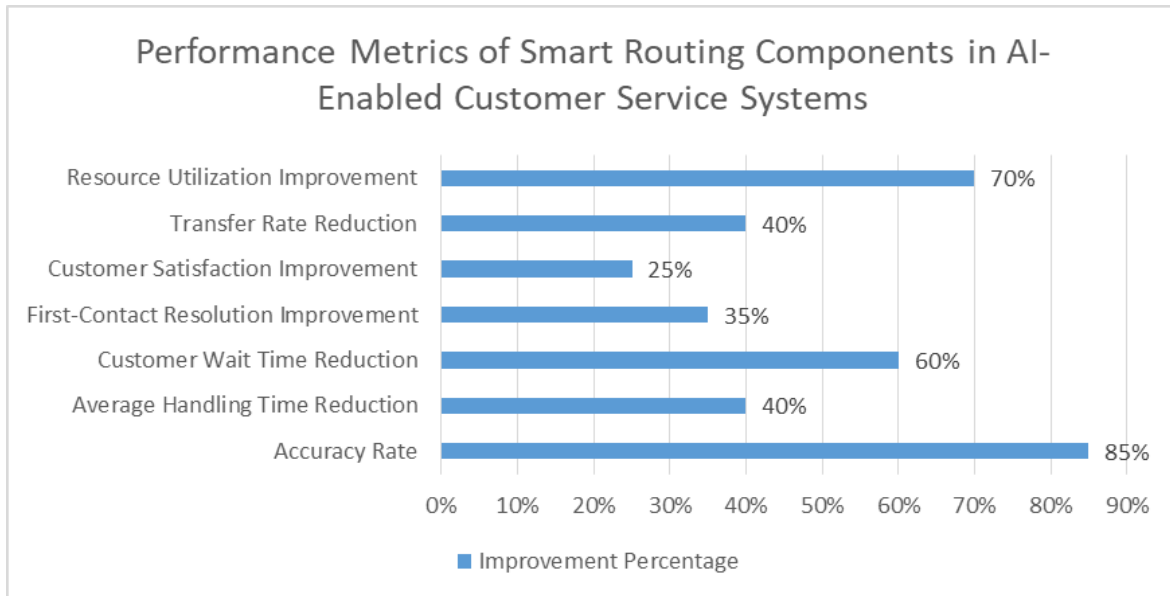 Performance Metrics of Smart Routing Components in AI-
Enabled Customer Service Systems
Resource Utilization Improvement 70%
Transfer Rate Reduction 40%
Customer Satisfaction Improvement 25%
First-Contact Resolution Improvement 35%
Customer Wait Time Reduction 60%
Average Handling Time Reduction 40%
Accuracy Rate 85%
0% 10% 20% 30% 40% 50% 60% 70% 80% 90%
Improvement Percentage